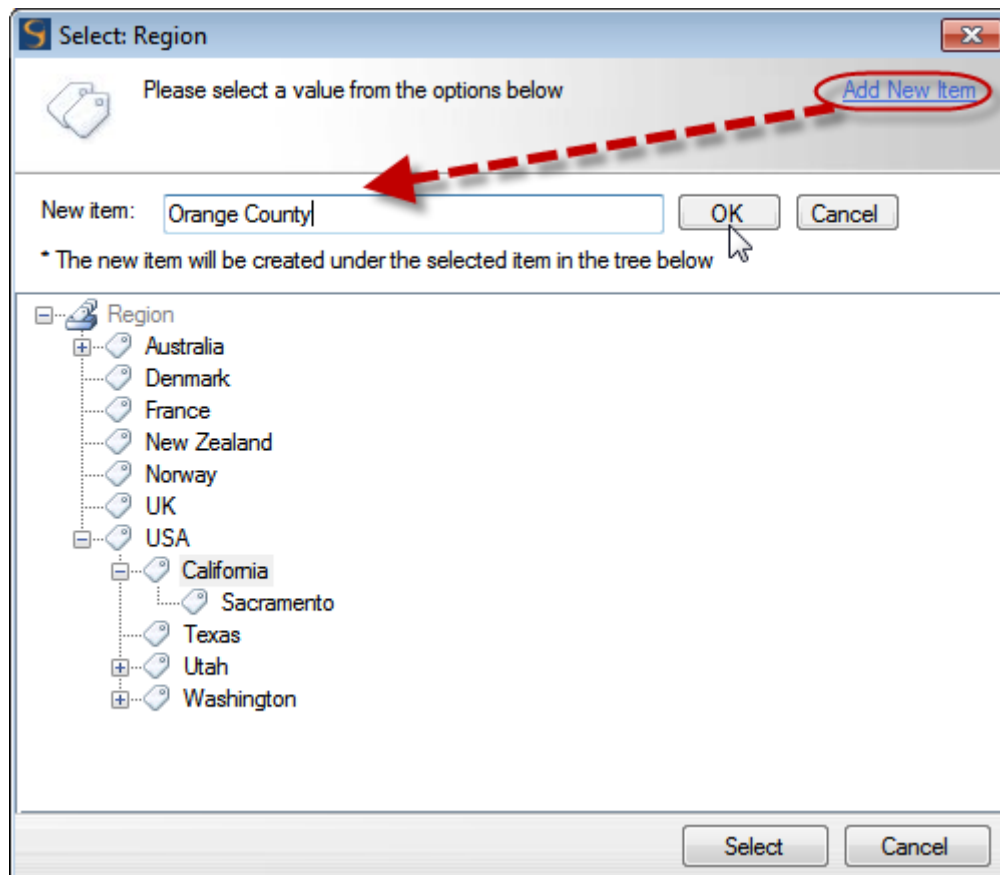 Select: Region
Please select a value from the options below
Add New Item
New item: Orange County OK Cancel
* The new item will be created under the selected item in the tree below
Region
Australia
Denmark
France
New Zealand
Norway
UK
USA
California
Sacramento
Texas
Utah
Washington
Select Cancel